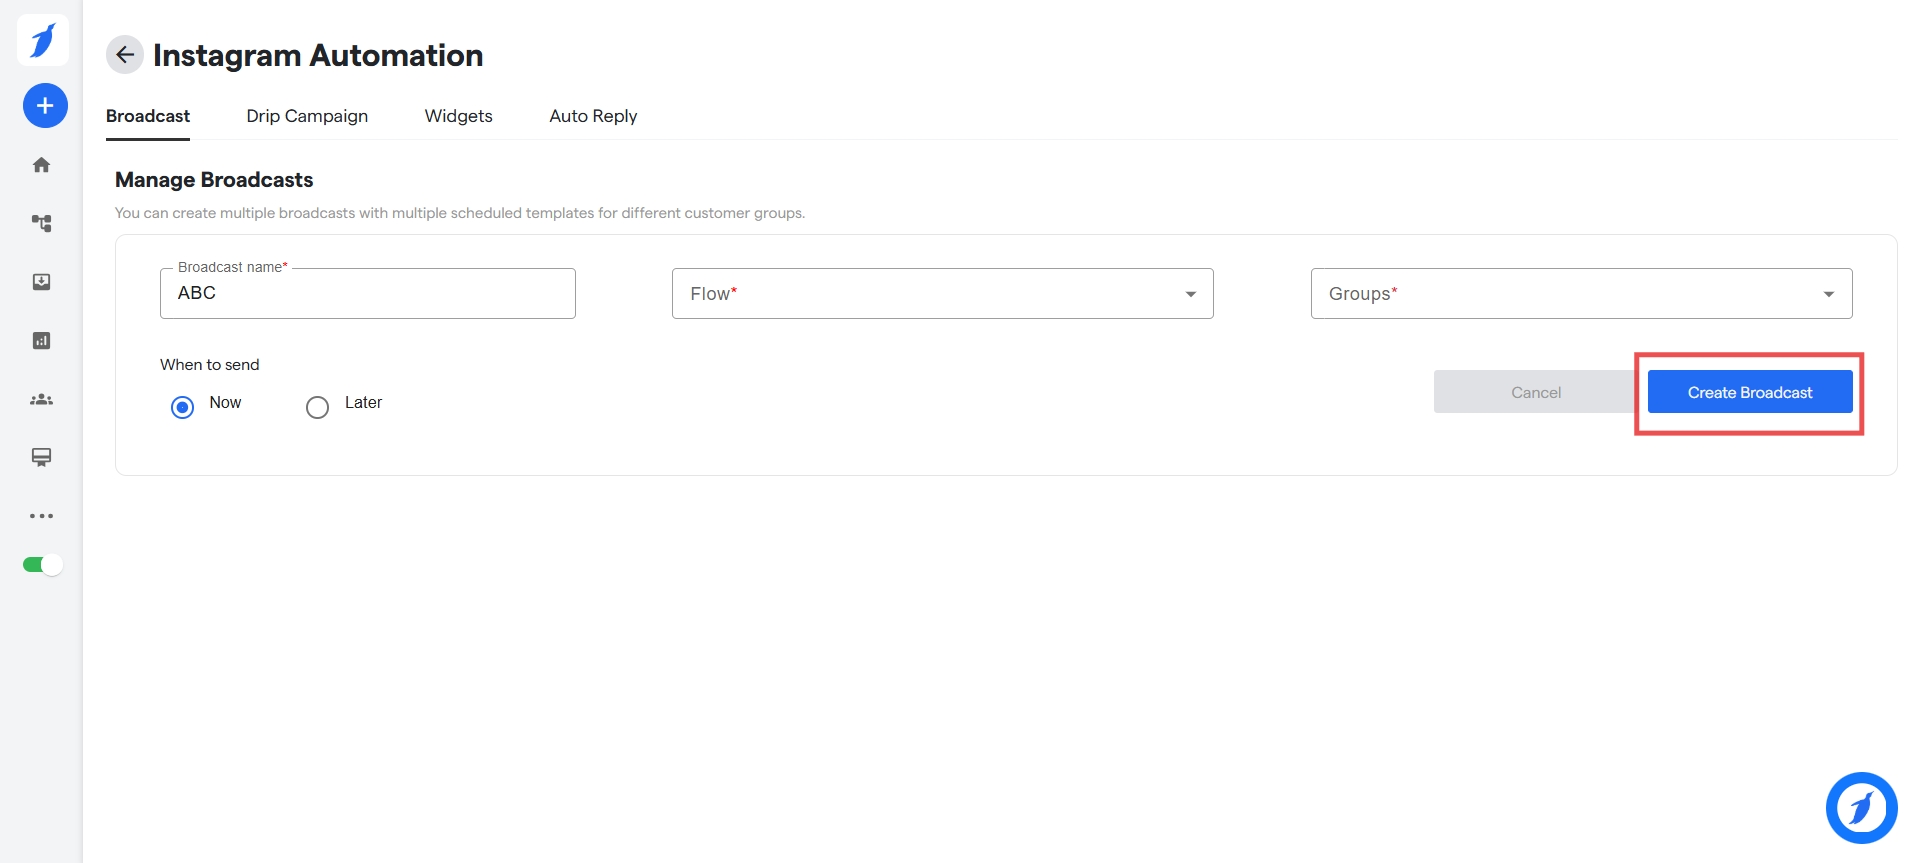 Instagram Automation
Broadcast Drip Campaign Widgets Auto Reply
Manage Broadcasts
You can create multiple broadcasts with multiple scheduled templates for different customer groups.
Broadcast name*
ABC
Flow*
Groups*
When to send
Now Later
Cancel
Create Broadcast